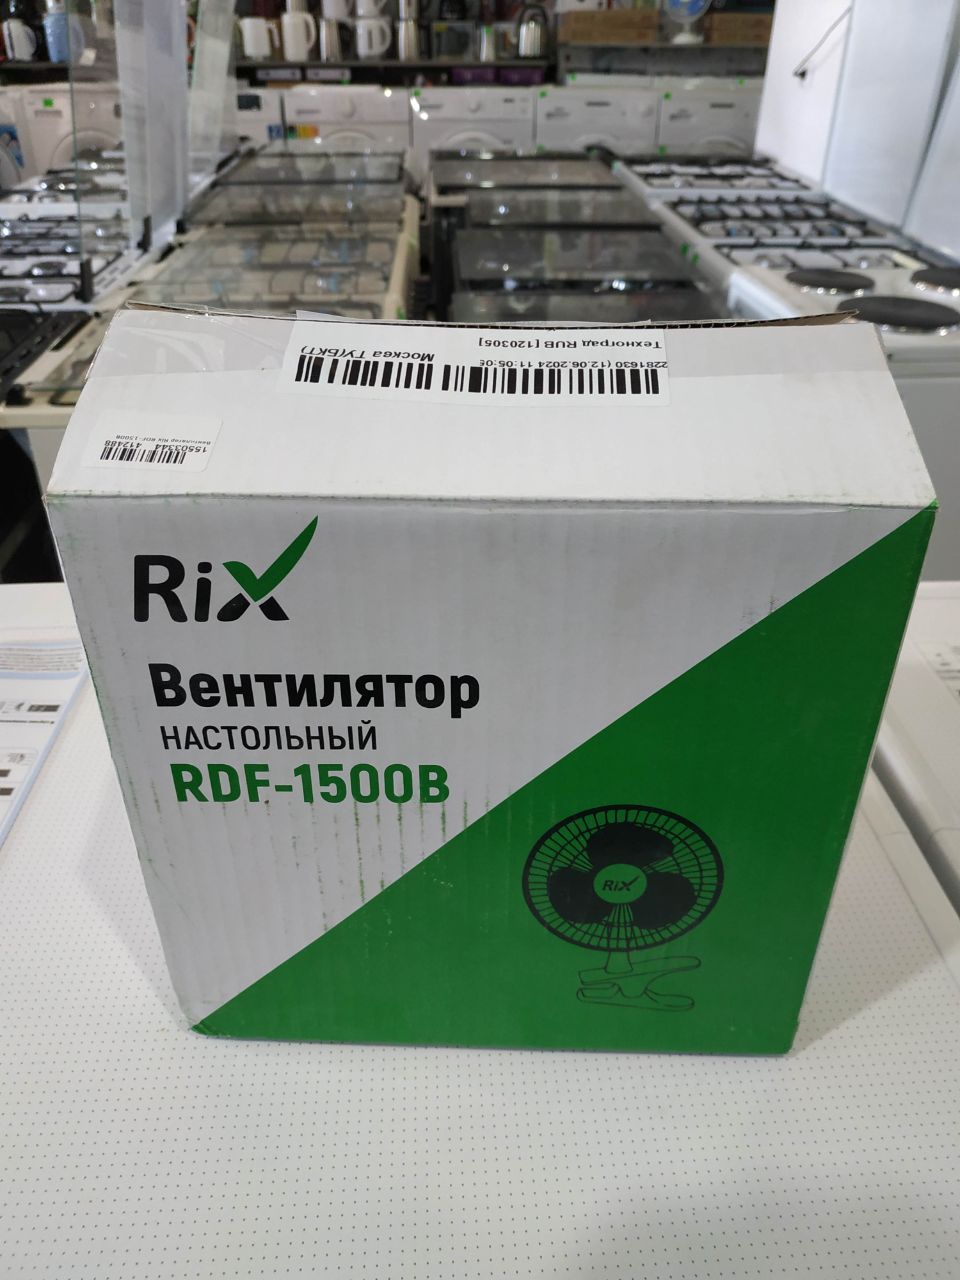 Техноград RUB [120305]
2281630 (12.06.2024 11:05:05
Москва ТУ(БКТ)
15503344 412488
Вентилятор Rix RDF-1500B
Rix
Вентилятор
НАСТОЛЬНЫЙ
RDF-1500B
Rix